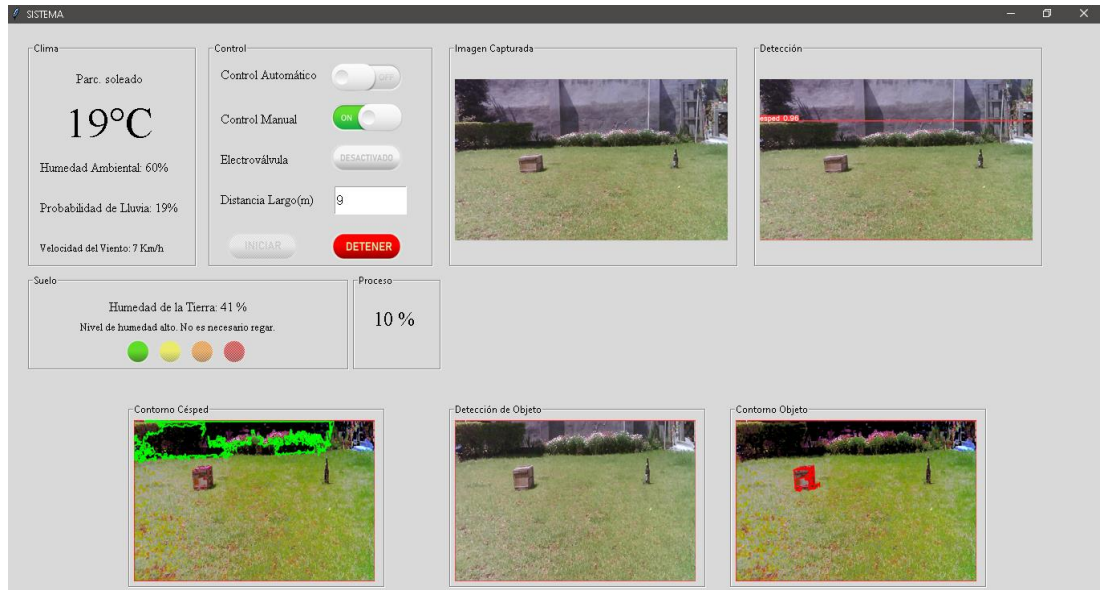 SISTEMA
Clima
Parc. soleado
19°C
Humedad Ambiental: 60%
Probabilidad de Lluvia: 19%
Velocidad del Viento: 7 Km/h
Control
Control Automático
OFF
Control Manual
ON
Electroválvula
DESACTIVADO
Distancia Largo(m)
9
INICIAR
DETENER
Imagen Capturada
Detección
esped 0.96
Suelo
Humedad de la Tierra: 41 %
Nivel de humedad alto. No es necesario regar.
Proceso
10 %
Contorno Césped
Detección de Objeto
Contorno Objeto